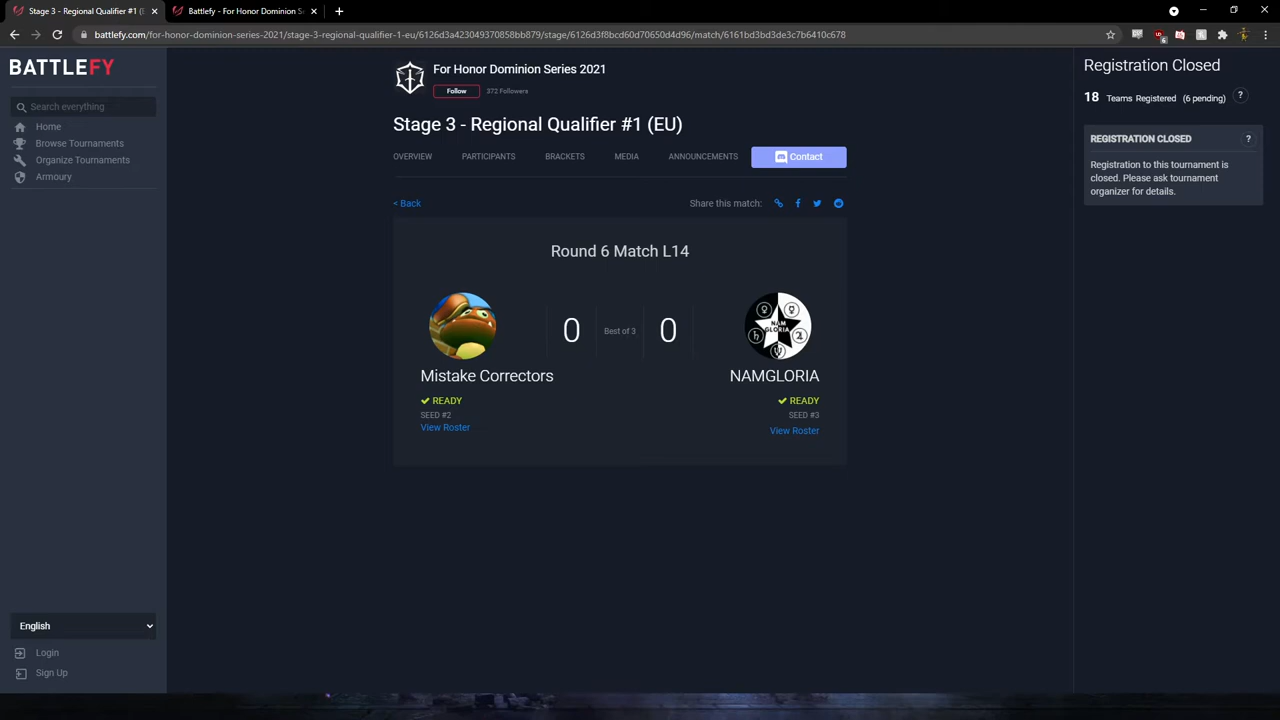 Stage 3 - Regional Qualifier #1 (E
Battlefy - For Honor Dominion S
battlefy.com/for-honor-dominion-series-2021/stage-3-regional-qualifier-1-eu/6126d3a423049370858bb879/stage/6126d3f8bcd60d70650d4d96/match/6161bd3bd3de3c7b6410c678
BATTLEFY
Search everything
Home
Browse Tournaments
Organize Tournaments
Armoury
For Honor Dominion Series 2021
Follow
372 Followers
Stage 3 - Regional Qualifier #1 (EU)
OVERVIEW
PARTICIPANTS
BRACKETS
MEDIA
ANNOUNCEMENTS
Contact
< Back
Share this match:
Round 6 Match L14
0
Best of 3
0
NAM
GLORIA
Mistake Correctors
NAMGLORIA
READY
READY
SEED #2
SEED #3
View Roster
View Roster
Registration Closed
18 Teams Registered (6 pending) ?
REGISTRATION CLOSED ?
Registration to this tournament is
closed. Please ask tournament
organizer for details.
English
Login
Sign Up